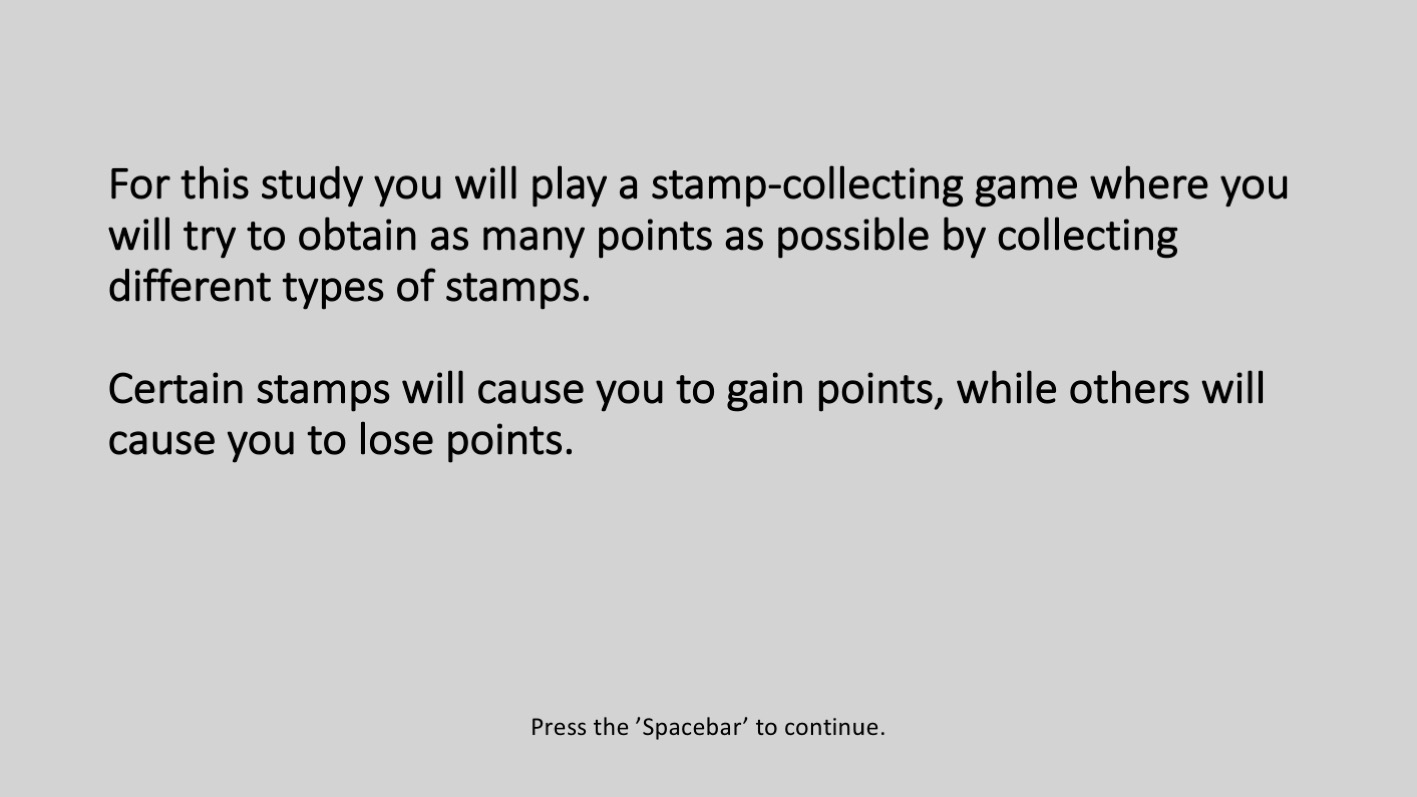 For this study you will play a stamp-collecting game where you
will try to obtain as many points as possible by collecting
different types of stamps.
Certain stamps will cause you to gain points, while others will
cause you to lose points.
Press the ’Spacebar’ to continue.